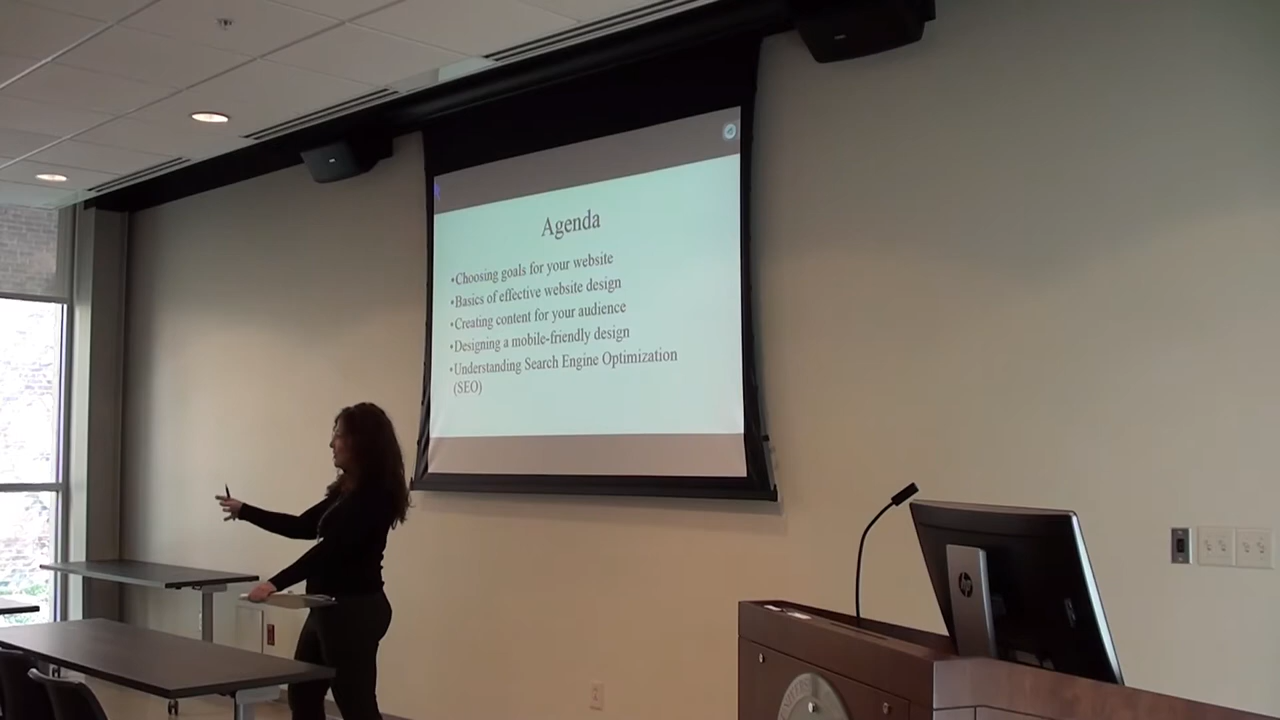 Agenda
•Choosing goals for your website
•Basics of effective website design
•Creating content for your audience
•Designing a mobile-friendly design
•Understanding Search Engine Optimization
(SEO)
hp